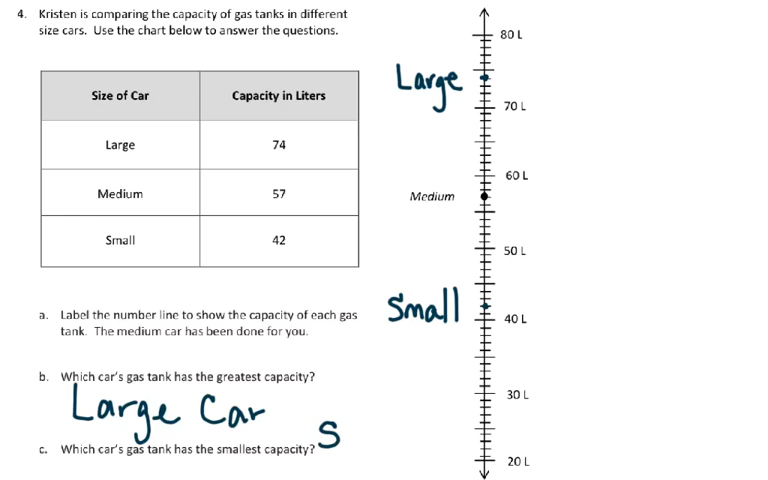 4. Kristen is comparing the capacity of gas tanks in different
size cars. Use the chart below to answer the questions.
Size of Car Capacity in Liters
Large 74
Medium 57
Small 42
a. Label the number line to show the capacity of each gas
tank. The medium car has been done for you.
b. Which car's gas tank has the greatest capacity?
Large Car
c. Which car's gas tank has the smallest capacity? S
80 L
Large
70 L
60 L
Medium
50 L
Small
40 L
30 L
20 L